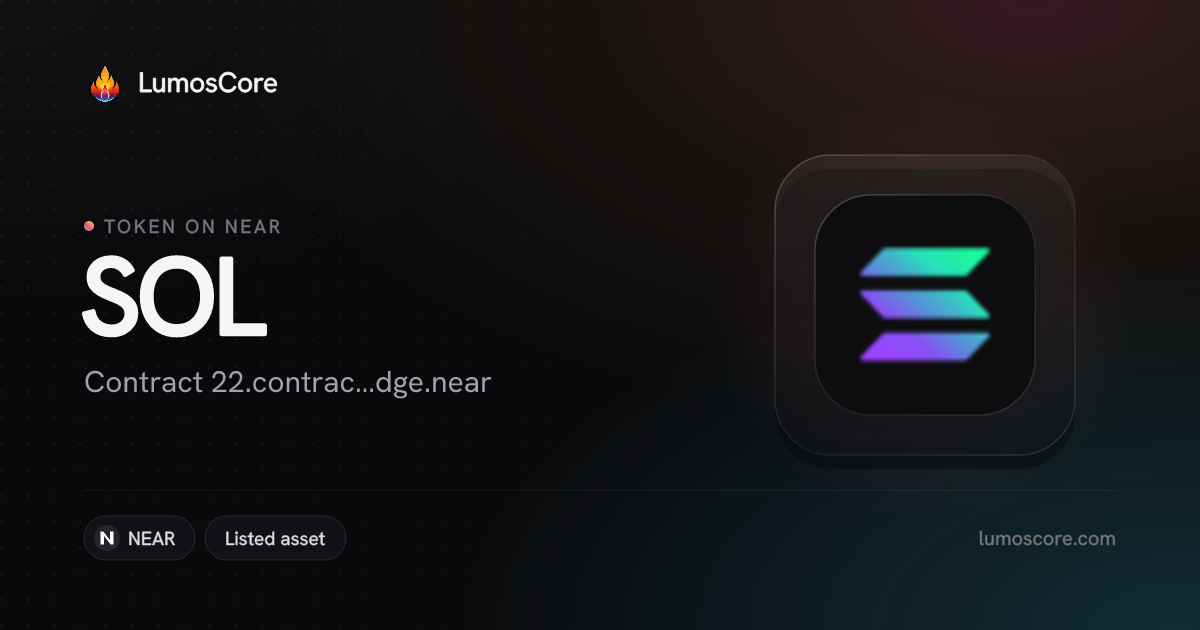 LumosCore
TOKEN ON NEAR
SOL
Contract 22.contrac...dge.near
NEAR
Listed asset
lumoscore.com